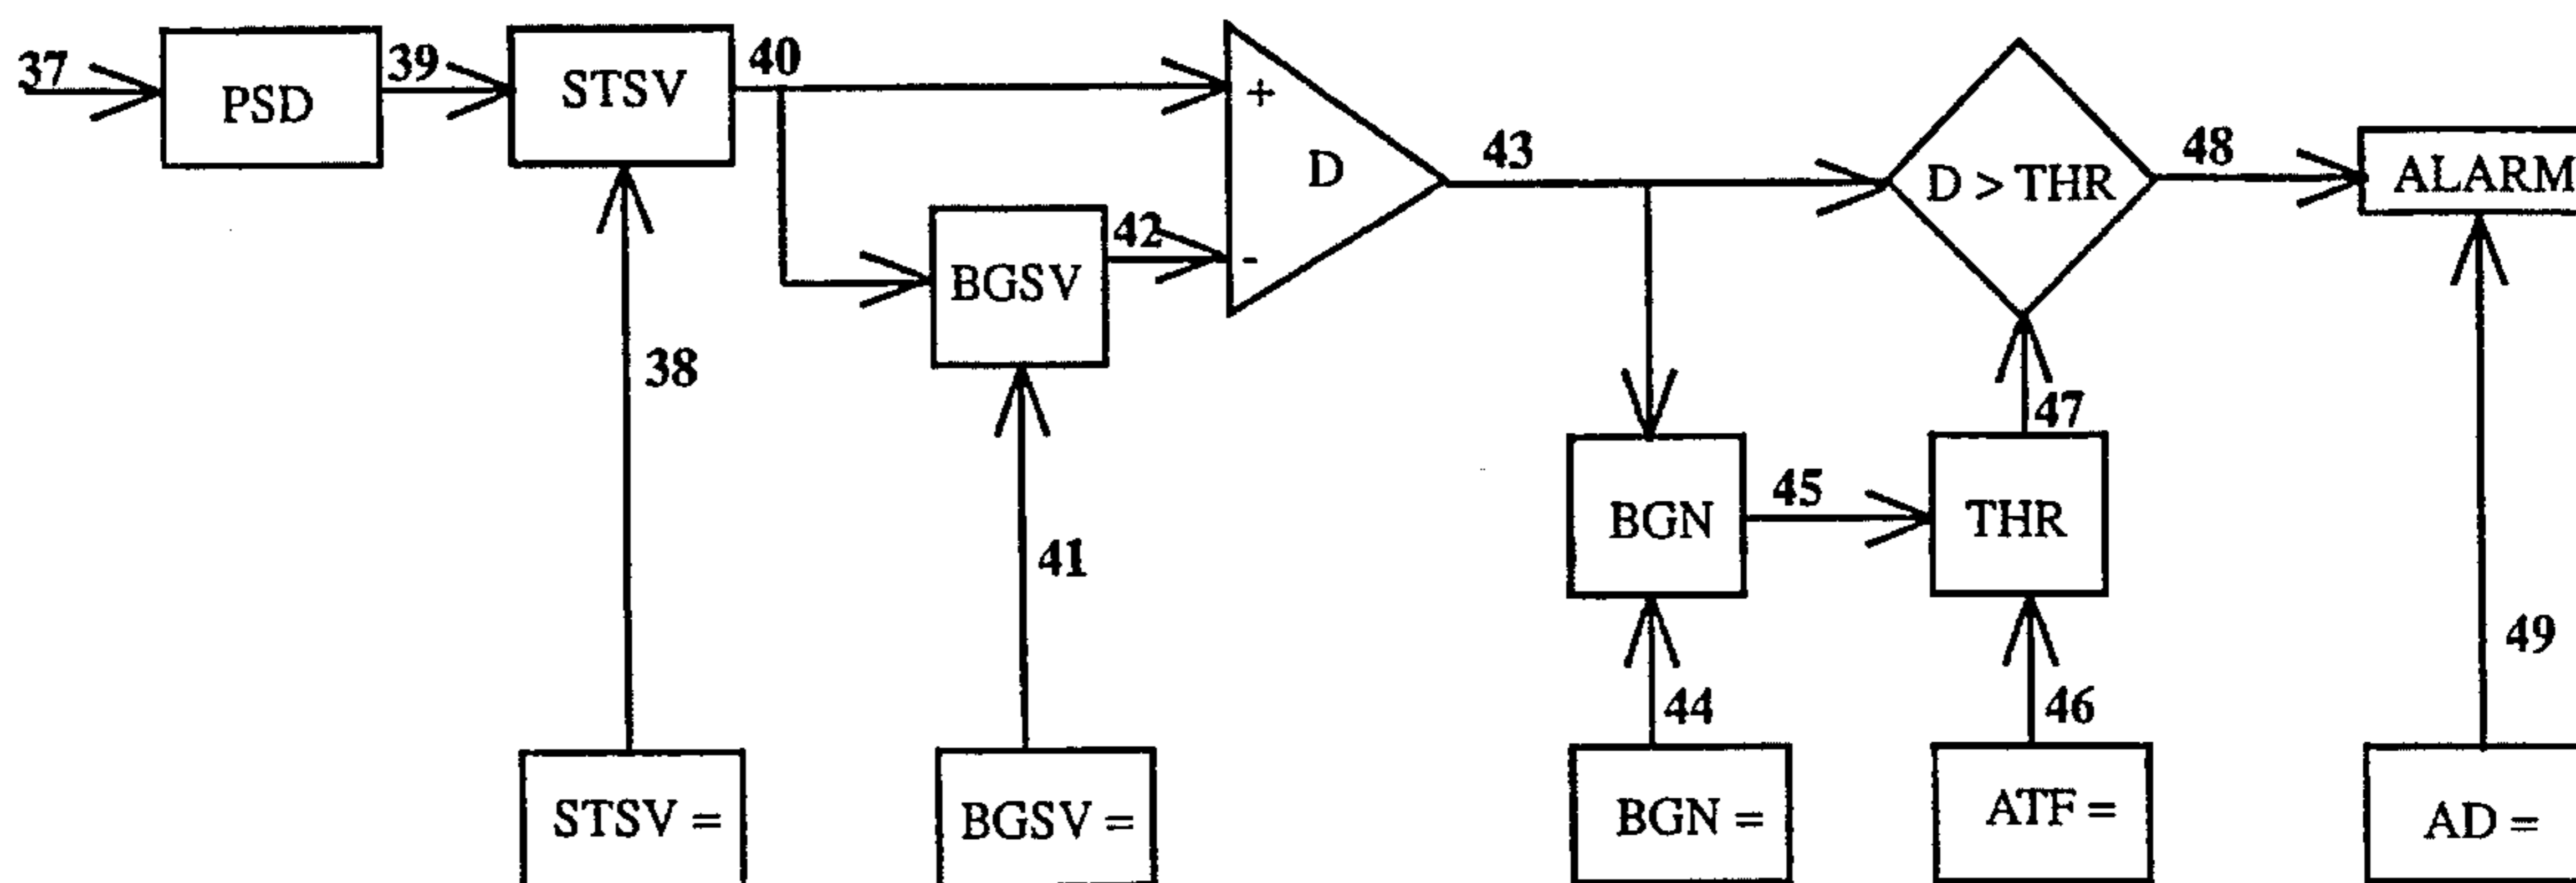 37
PSD
39
STSV
40
+
D
43
D > THR
48
ALARM
BGSV
42
-
38
41
BGN
45
THR
47
44
46
49
STSV =
BGSV =
BGN =
ATF =
AD =